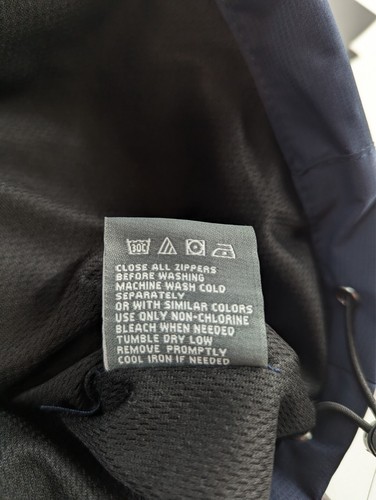 30C
CLOSE ALL ZIPPERS
BEFORE WASHING
MACHINE WASH COLD
SEPARATELY
OR WITH SIMILAR COLORS
USE ONLY NON-CHLORINE
BLEACH WHEN NEEDED
TUMBLE DRY LOW
REMOVE PROMPTLY
COOL IRON IF NEEDED